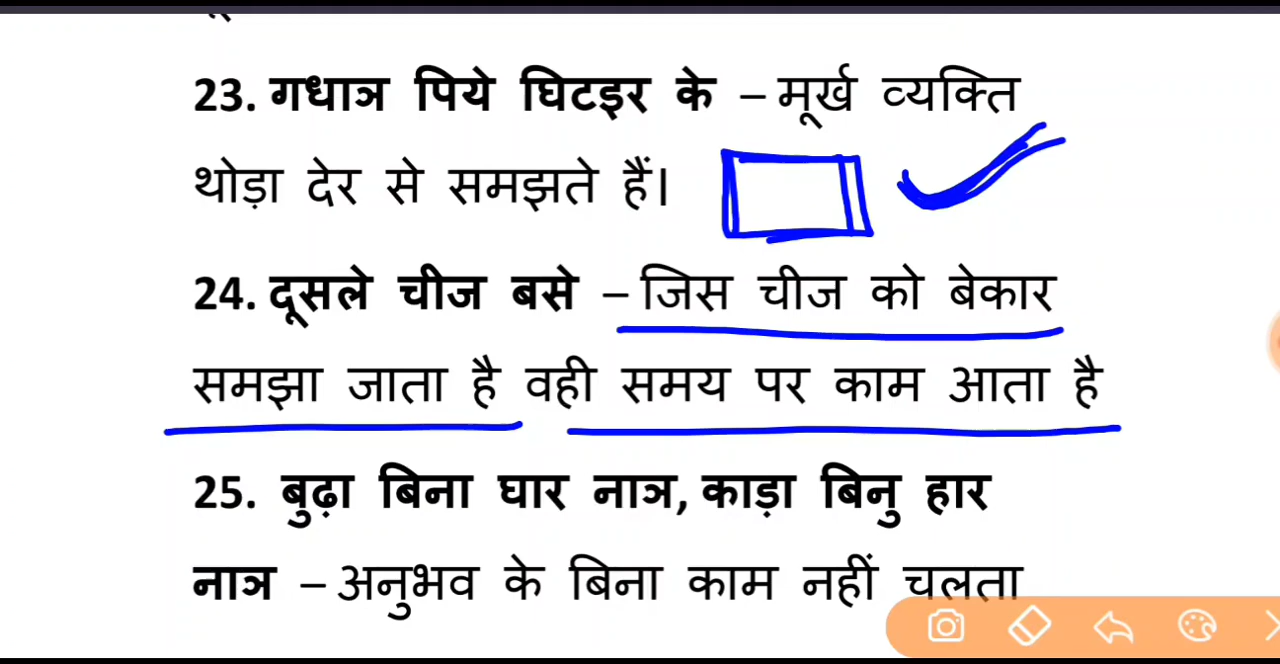 23. गधाञ पिये घिटइर के – मूर्ख व्यक्ति
थोड़ा देर से समझते हैं।
24. दूसले चीज बसे – जिस चीज को बेकार
समझा जाता है वही समय पर काम आता है
25. बुढ़ा बिना घार नाञ, काड़ा बिनु हार
नाञ – अनुभव के बिना काम नहीं चलता